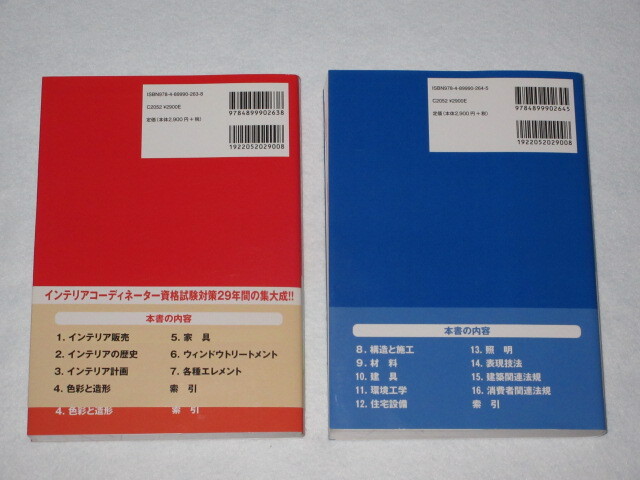 ISBN978-4-89990-263-8
C2052 ¥2900E
定価(本体2,900円+税)
9784899902638
1922052029008
インテリアコーディネーター資格試験対策29年間の集大成!!
本書の内容
1. インテリア販売
2. インテリアの歴史
3. インテリア計画
4. 色彩と造形
5. 家 具
6. ウィンドウトリートメント
7. 各種エレメント
索 引
4. 色彩と造形
索 引
ISBN978-4-89990-264-5
C2052 ¥2900E
定価(本体2,900円+税)
9784899902645
1922052029008
本書の内容
8. 構造と施工
9. 材 料
10. 建 具
11. 環境工学
12. 住宅設備
13. 照 明
14. 表現技法
15. 建築関連法規
16. 消費者関連法規
索 引